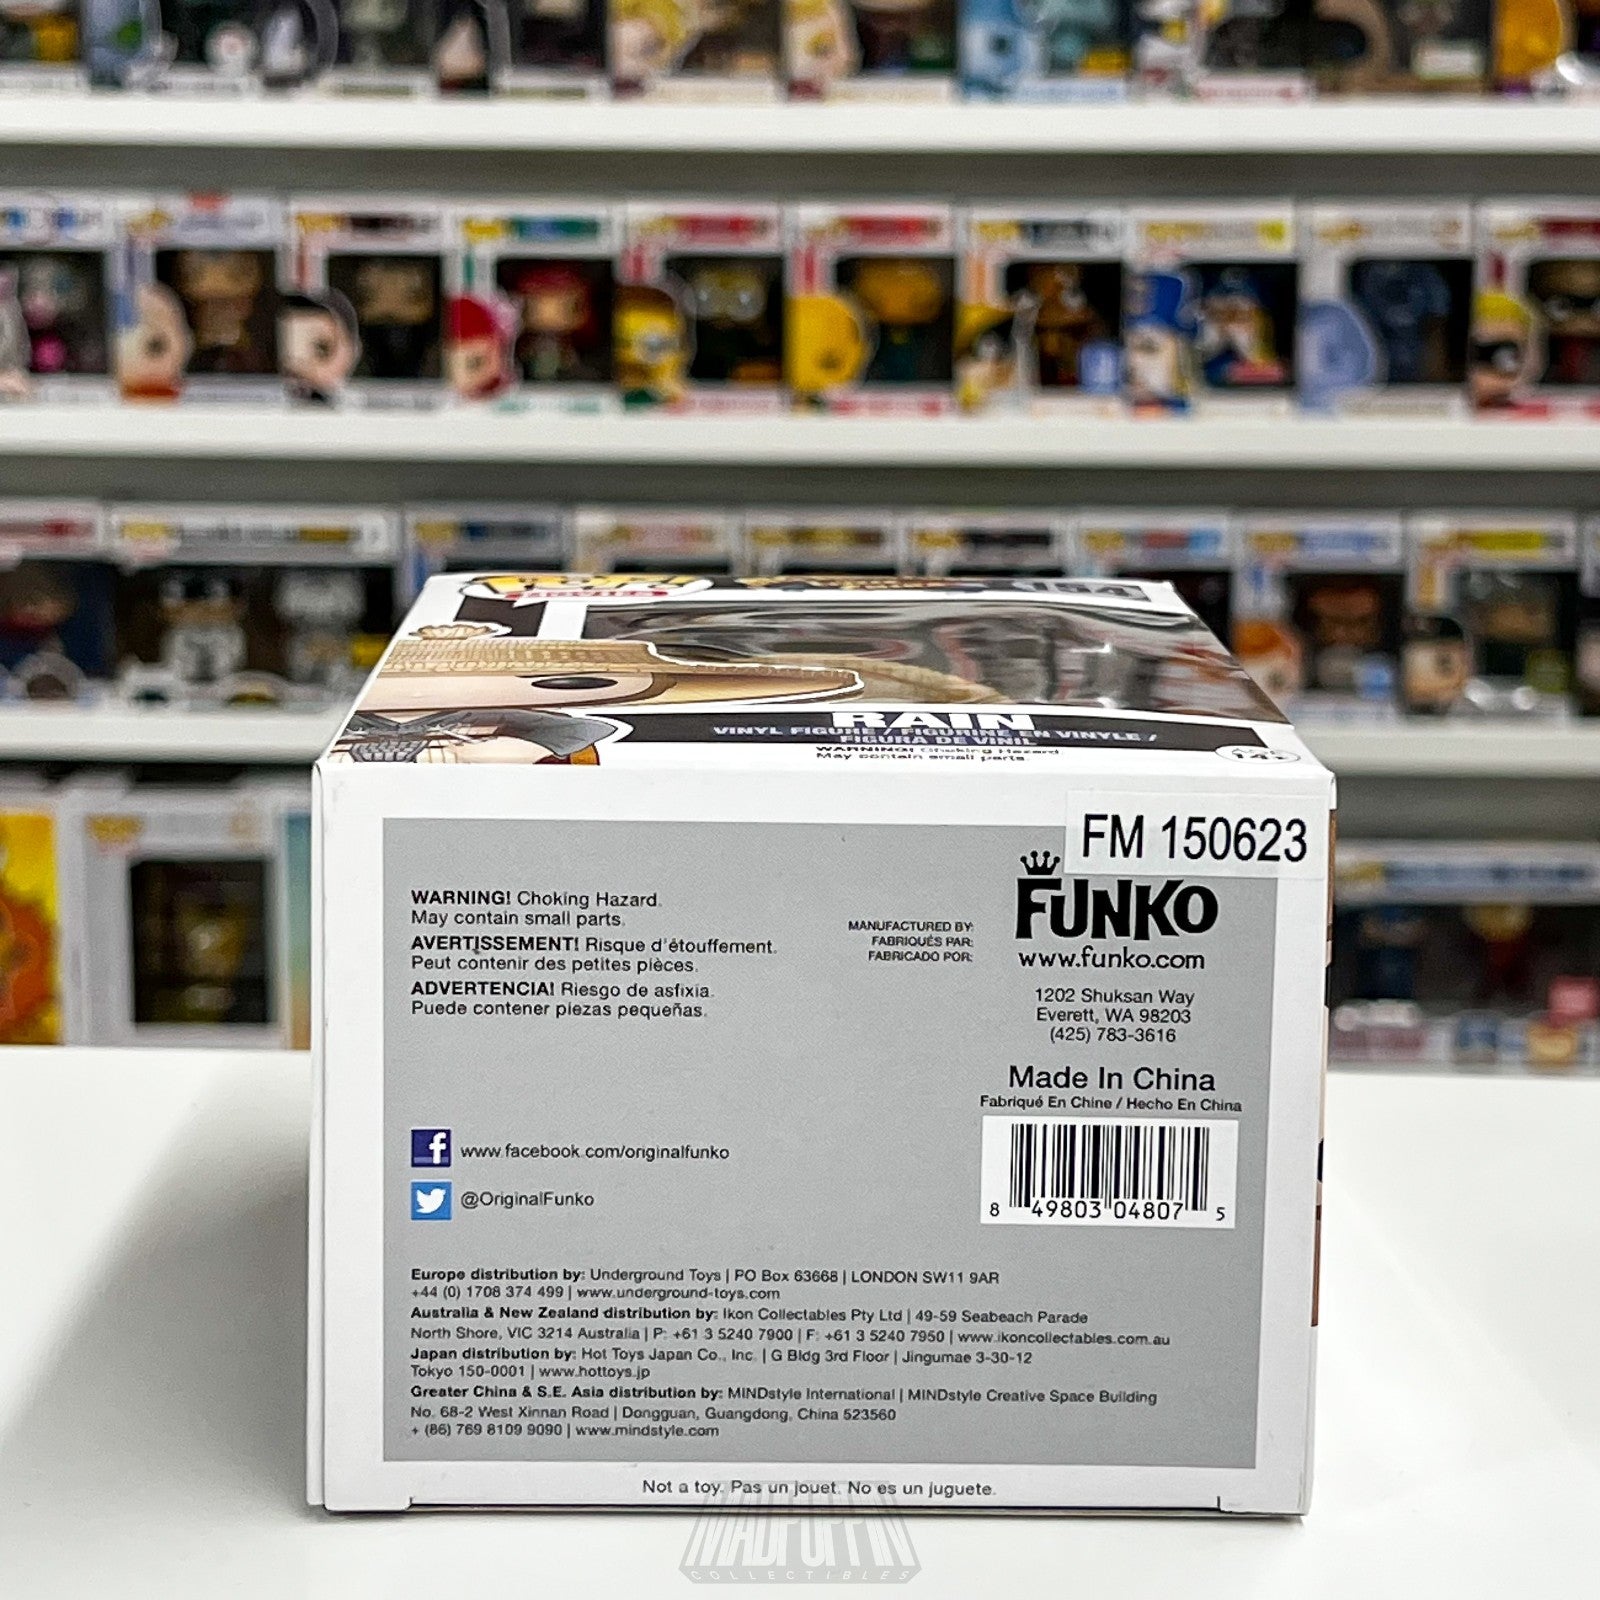 154
RAIN
VINYL FIGURE / FIGURINE EN VINYLE /
FIGURA DE VINIL
WARNING! Choking Hazard.
May contain small parts.
AGES
14+
FM 150623
WARNING! Choking Hazard.
May contain small parts.
AVERTISSEMENT! Risque d'étouffement.
Peut contenir des petites pièces.
ADVERTENCIA! Riesgo de asfixia.
Puede contener piezas pequeñas.
MANUFACTURED BY:
FABRIQUÉS PAR:
FABRICADO POR:
FUNKO
www.funko.com
1202 Shuksan Way
Everett, WA 98203
(425) 783-3616
Made In China
Fabriqué En Chine / Hecho En China
8 49803 04807 5
www.facebook.com/originalfunko
@OriginalFunko
Europe distribution by: Underground Toys | PO Box 63668 | LONDON SW11 9AR
+44 (0) 1708 374 499 | www.underground-toys.com
Australia & New Zealand distribution by: Ikon Collectables Pty Ltd | 49-59 Seabeach Parade
North Shore, VIC 3214 Australia | P: +61 3 5240 7900 | F: +61 3 5240 7950 | www.ikoncollectables.com.au
Japan distribution by: Hot Toys Japan Co., Inc. | G Bldg 3rd Floor | Jingumae 3-30-12
Tokyo 150-0001 | www.hottoys.jp
Greater China & S.E. Asia distribution by: MINDstyle International | MINDstyle Creative Space Building
No. 68-2 West Xinnan Road | Dongguan, Guangdong, China 523560
+ (86) 769 8109 9090 | www.mindstyle.com
Not a toy. Pas un jouet. No es un juguete.
MADPOPPIN
COLLECTIBLES